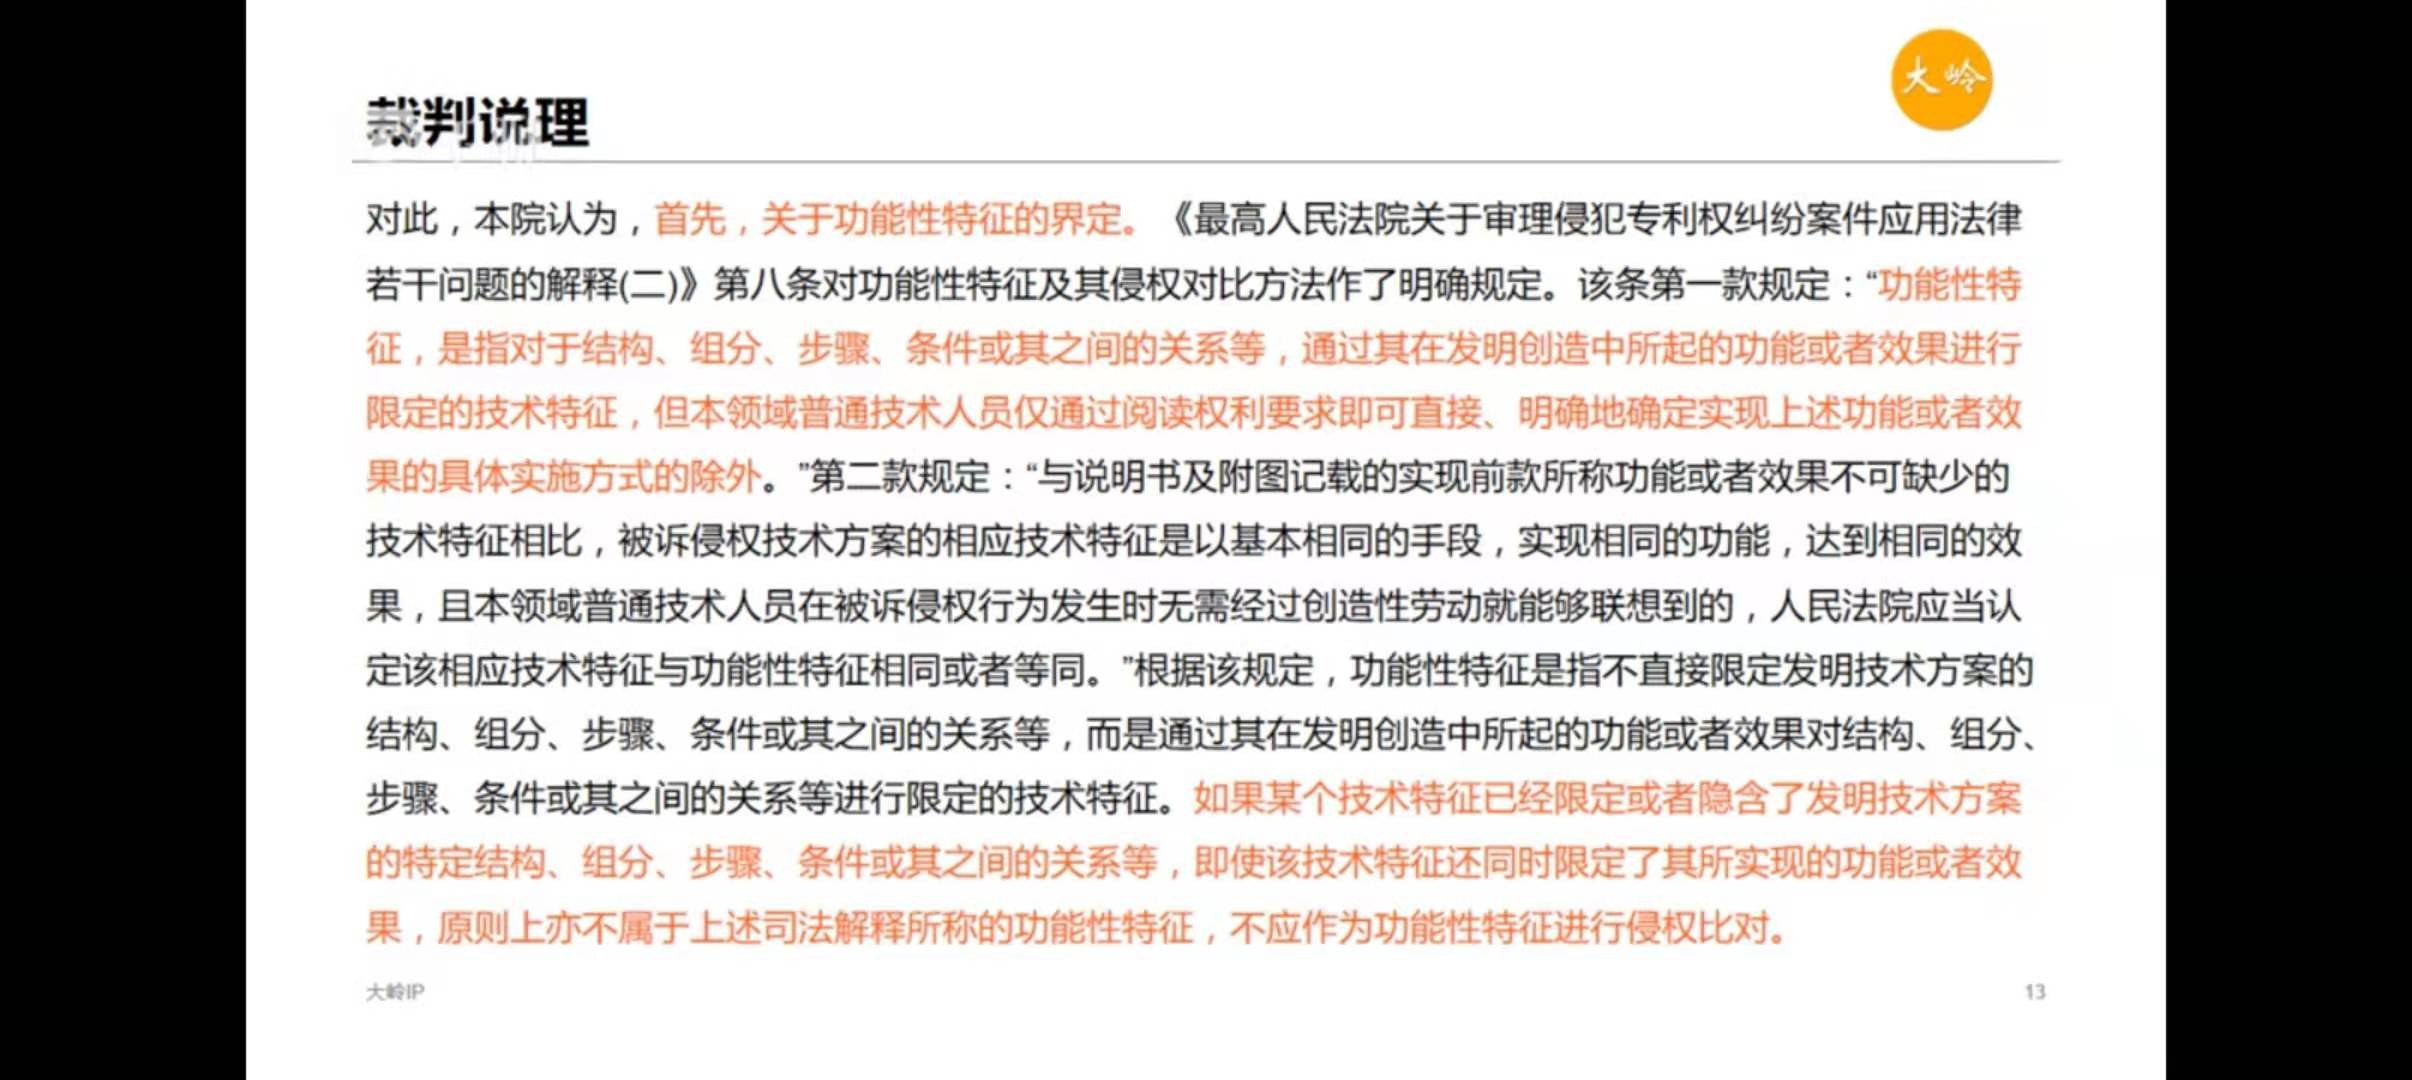 大岭
裁判说理
对此，本院认为，首先，关于功能性特征的界定。《最高人民法院关于审理侵犯专利权纠纷案件应用法律
若干问题的解释(二)》第八条对功能性特征及其侵权对比方法作了明确规定。该条第一款规定：“功能性特
征，是指对于结构、组分、步骤、条件或其之间的关系等，通过其在发明创造中所起的功能或者效果进行
限定的技术特征，但本领域普通技术人员仅通过阅读权利要求即可直接、明确地确定实现上述功能或者效
果的具体实施方式的除外。”第二款规定：“与说明书及附图记载的实现前款所称功能或者效果不可缺少的
技术特征相比，被诉侵权技术方案的相应技术特征是以基本相同的手段，实现相同的功能，达到相同的效
果，且本领域普通技术人员在被诉侵权行为发生时无需经过创造性劳动就能够联想到的，人民法院应当认
定该相应技术特征与功能性特征相同或者等同。”根据该规定，功能性特征是指不直接限定发明技术方案的
结构、组分、步骤、条件或其之间的关系等，而是通过其在发明创造中所起的功能或者效果对结构、组分、
步骤、条件或其之间的关系等进行限定的技术特征。如果某个技术特征已经限定或者隐含了发明技术方案
的特定结构、组分、步骤、条件或其之间的关系等，即使该技术特征还同时限定了其所实现的功能或者效
果，原则上亦不属于上述司法解释所称的功能性特征，不应作为功能性特征进行侵权比对。
大岭IP
13